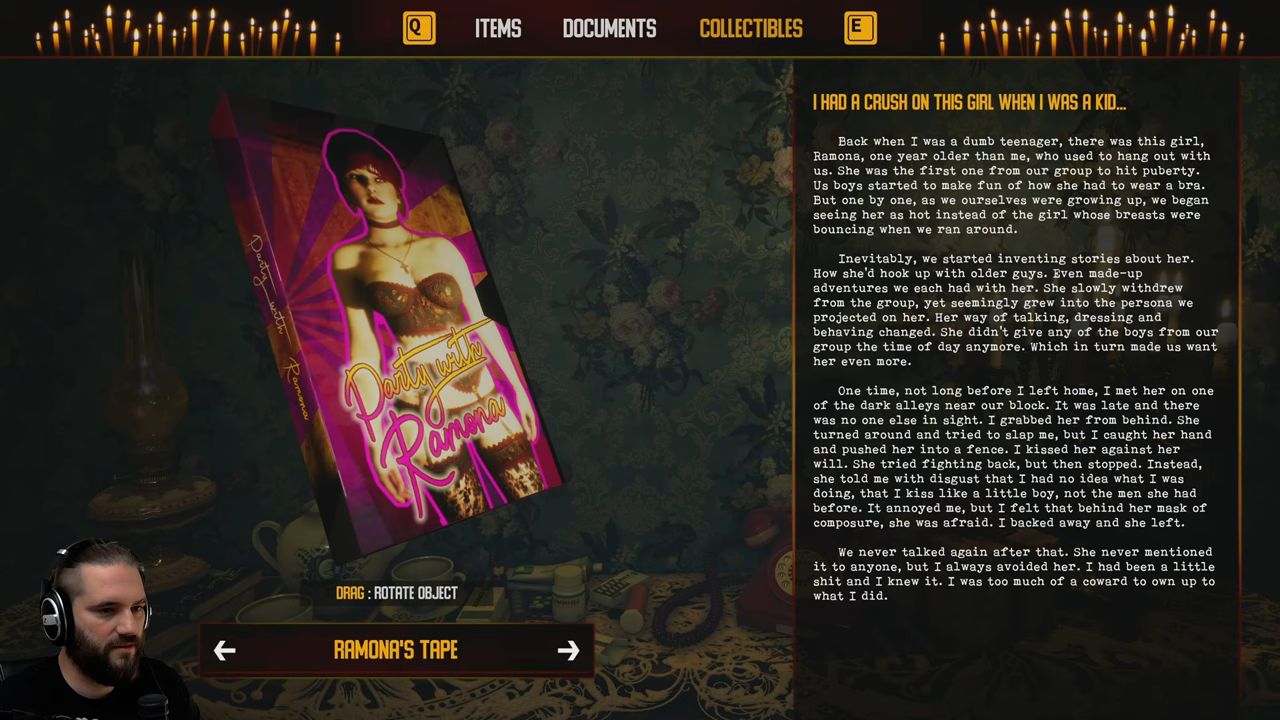 Q ITEMS DOCUMENTS COLLECTIBLES E
Party with Ramona
Party with
Ramona
DRAG : ROTATE OBJECT
RAMONA'S TAPE
I HAD A CRUSH ON THIS GIRL WHEN I WAS A KID...
Back when I was a dumb teenager, there was this girl,
Ramona, one year older than me, who used to hang out with
us. She was the first one from our group to hit puberty.
Us boys started to make fun of how she had to wear a bra.
But one by one, as we ourselves were growing up, we began
seeing her as hot instead of the girl whose breasts were
bouncing when we ran around.
Inevitably, we started inventing stories about her.
How she'd hook up with older guys. Even made-up
adventures we each had with her. She slowly withdrew
from the group, yet seemingly grew into the persona we
projected on her. Her way of talking, dressing and
behaving changed. She didn't give any of the boys from our
group the time of day anymore. Which in turn made us want
her even more.
One time, not long before I left home, I met her on one
of the dark alleys near our block. It was late and there
was no one else in sight. I grabbed her from behind. She
turned around and tried to slap me, but I caught her hand
and pushed her into a fence. I kissed her against her
will. She tried fighting back, but then stopped. Instead,
she told me with disgust that I had no idea what I was
doing, that I kiss like a little boy, not the men she had
before. It annoyed me, but I felt that behind her mask of
composure, she was afraid. I backed away and she left.
We never talked again after that. She never mentioned
it to anyone, but I always avoided her. I had been a little
shit and I knew it. I was too much of a coward to own up to
what I did.